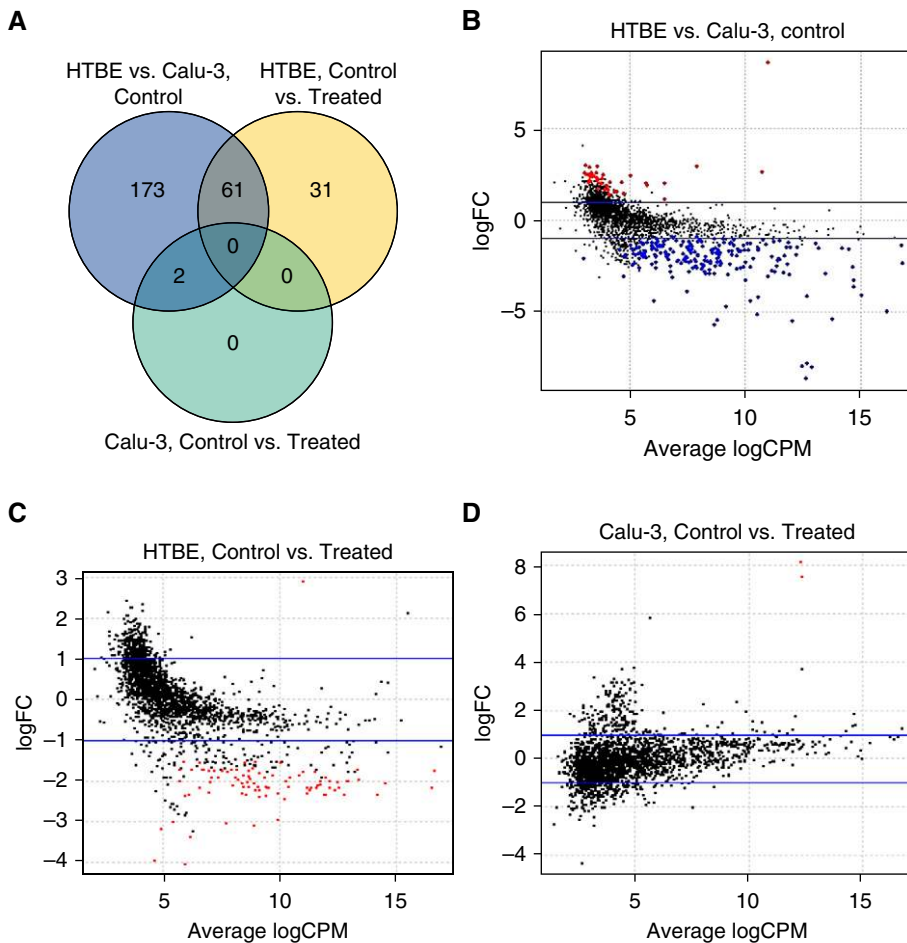 A
HTBE vs. Calu-3,
Control
HTBE, Control
vs. Treated
173
61
31
0
2
0
0
Calu-3, Control vs. Treated
B
HTBE vs. Calu-3, control
5
0
–5
logFC
5
10
15
Average logCPM
C
HTBE, Control vs. Treated
3
2
1
0
–1
–2
–3
–4
logFC
5
10
15
Average logCPM
D
Calu-3, Control vs. Treated
8
6
4
2
0
–2
–4
logFC
5
10
15
Average logCPM